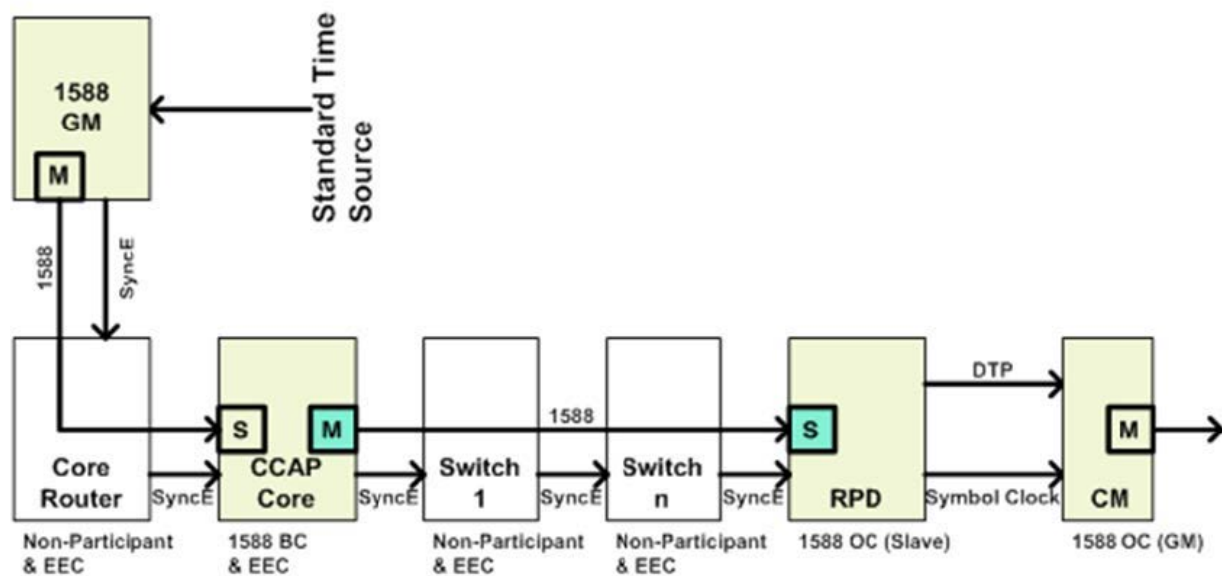 1588
GM
M
Standard Time
Source
1588
SyncE
S
M
1588
S
DTP
M
Core
Router
SyncE
CCAP
Core
SyncE
Switch
1
SyncE
Switch
n
SyncE
RPD
Symbol Clock
CM
Non-Participant
& EEC
1588 BC
& EEC
Non-Participant
& EEC
Non-Participant
& EEC
1588 OC (Slave)
1588 OC (GM)